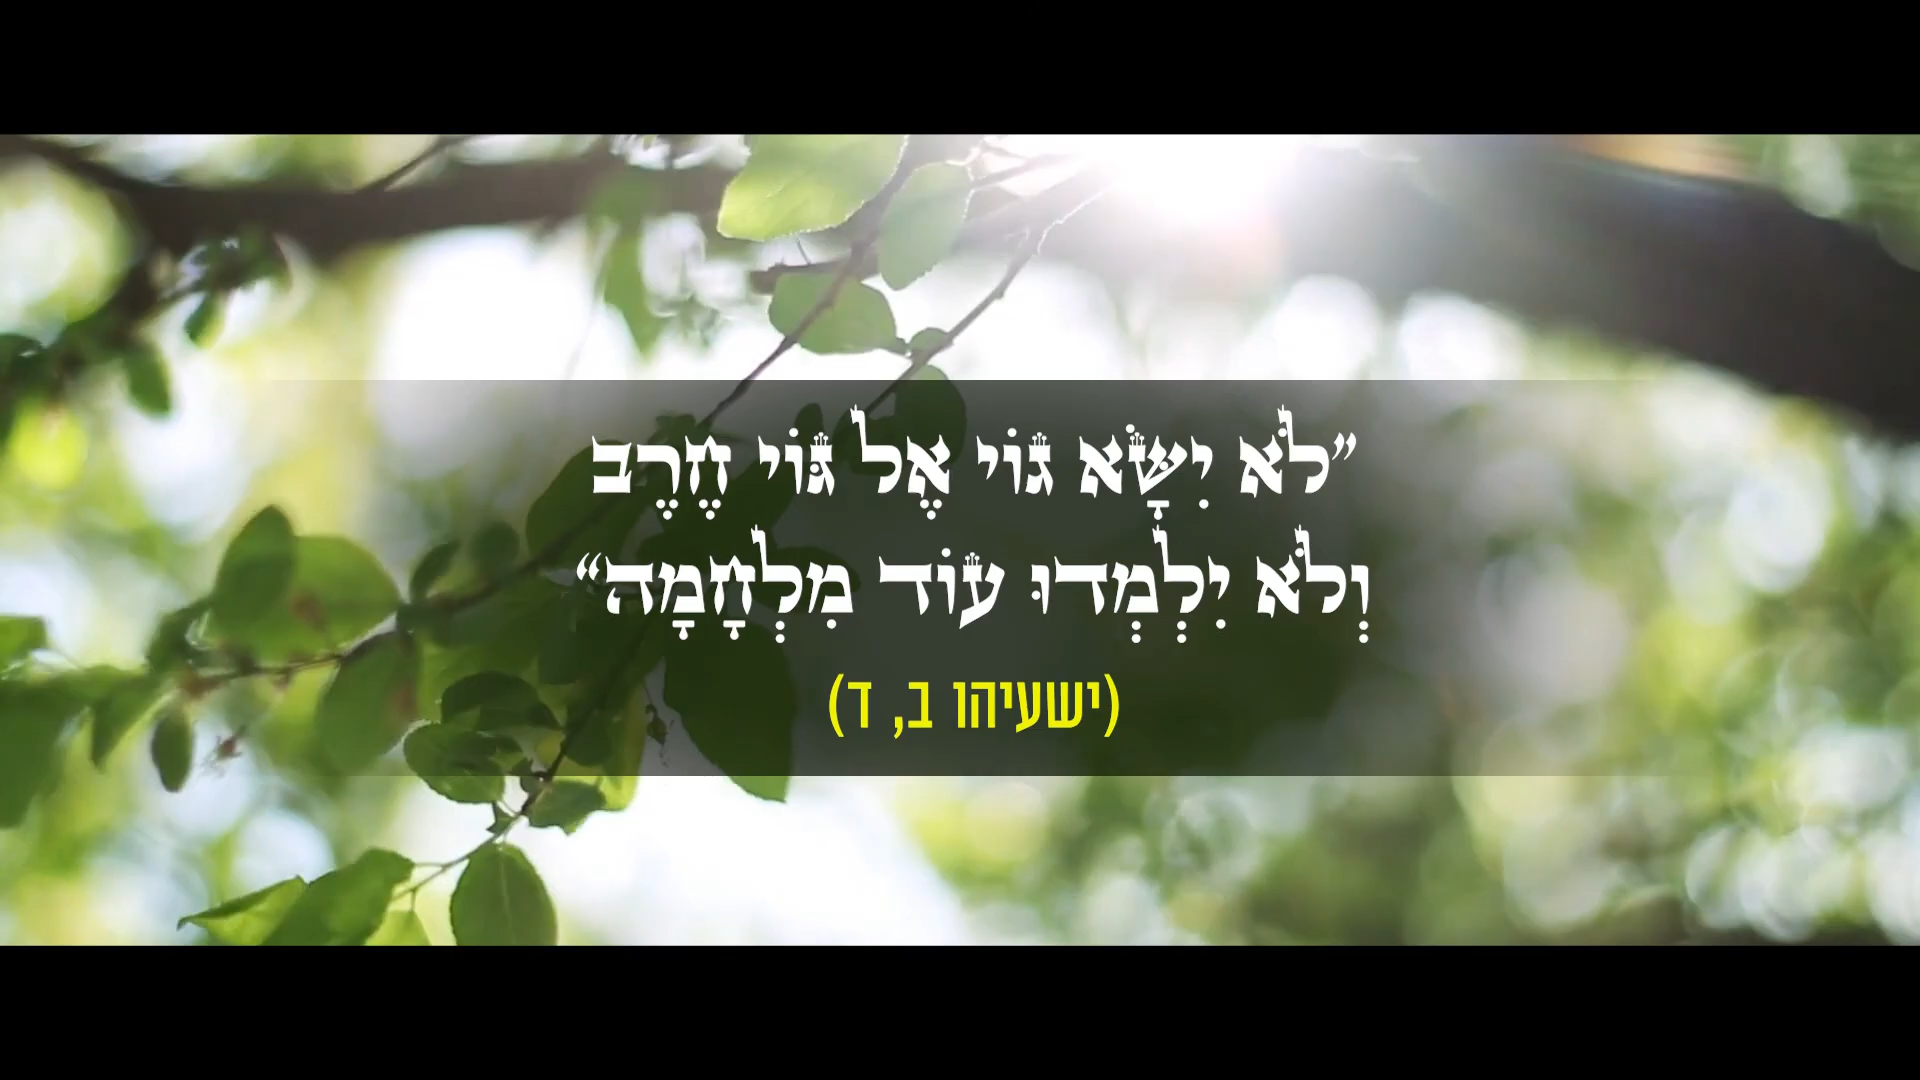 ”לֹא יִשָּׂא גוֹי אֶל גּוֹי חֶרֶב
וְלֹא יִלְמְדוּ עוֹד מִלְחָמָה“
(ישעיהו ב, ד)